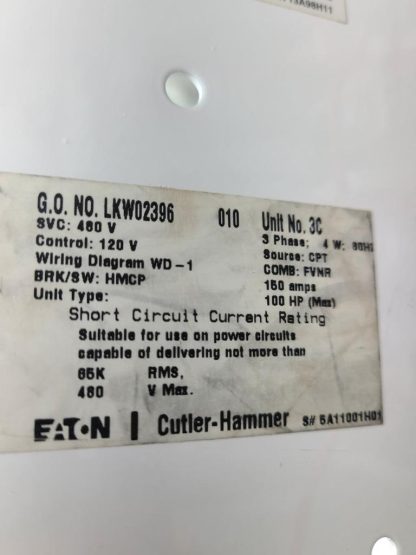 713A98H11
G.O. NO. LKW02396 010 Unit No. 3C
SVC: 480 V 3 Phase; 4 W; 60Hz
Control: 120 V Source: CPT
Wiring Diagram WD-1 COMB: FVNR
BRK/SW: HMCP 150 amps
Unit Type: 100 HP (Max)
Short Circuit Current Rating
Suitable for use on power circuits
capable of delivering not more than
65K RMS,
480 V Max.
EATON | Cutler-Hammer S# 5A11001H01